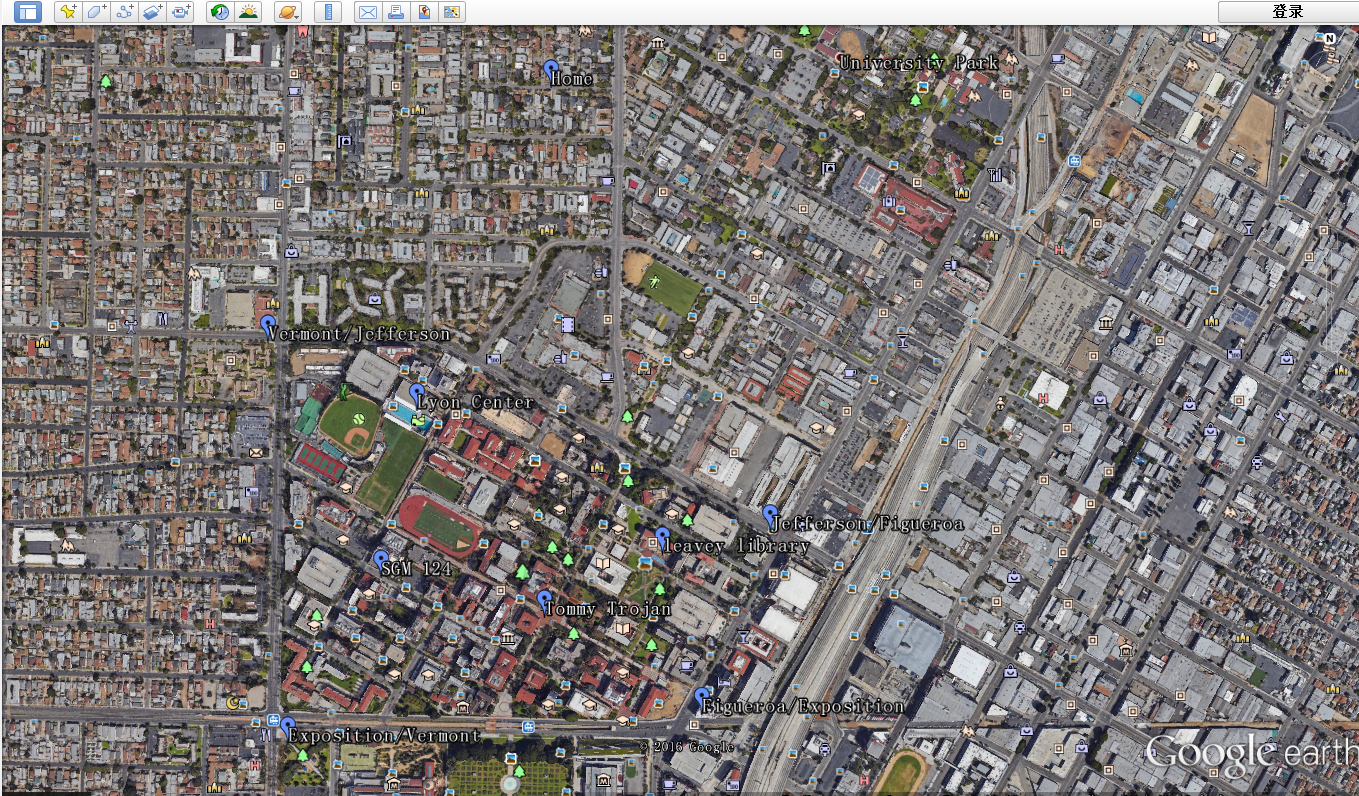 登录
N
University Park
Home
Vermont/Jefferson
Lyon Center
Jefferson/Figueroa
leavey library
SGM 124
Tommy Trojan
Figueroa/Exposition
Exposition/Vermont
© 2016 Google
Google earth